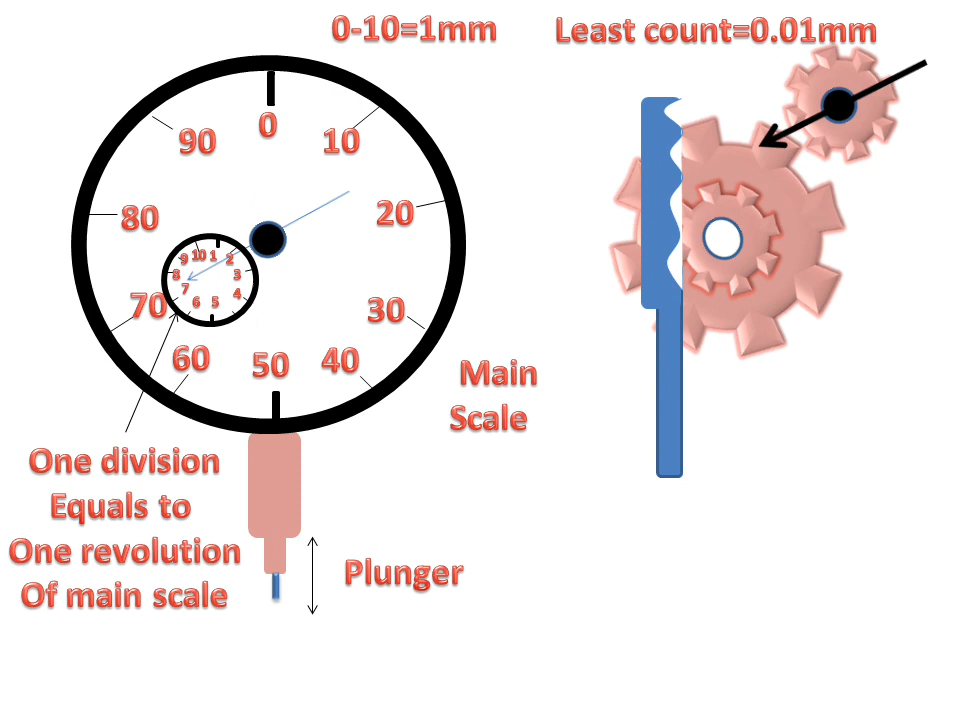 0-10=1mm
Least count=0.01mm
0
10
20
30
40
50
60
70
80
90
1
2
3
4
5
6
7
8
9
10
Main
Scale
One division
Equals to
One revolution
Of main scale
Plunger